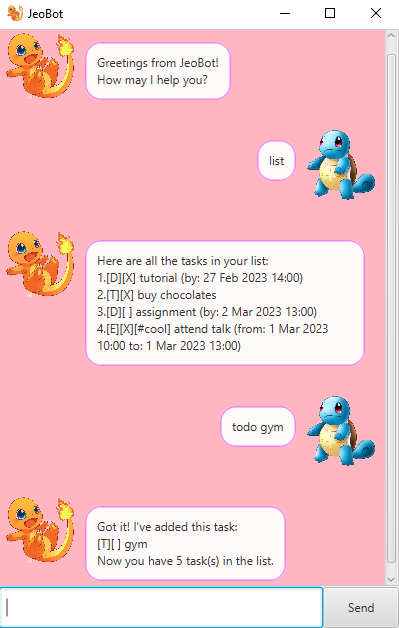 JeoBot
Greetings from JeoBot!
How may I help you?
list
Here are all the tasks in your list:
1.[D][X] tutorial (by: 27 Feb 2023 14:00)
2.[T][X] buy chocolates
3.[D][ ] assignment (by: 2 Mar 2023 13:00)
4.[E][X][#cool] attend talk (from: 1 Mar 2023
10:00 to: 1 Mar 2023 13:00)
todo gym
Got it! I've added this task:
[T][ ] gym
Now you have 5 task(s) in the list.
Send